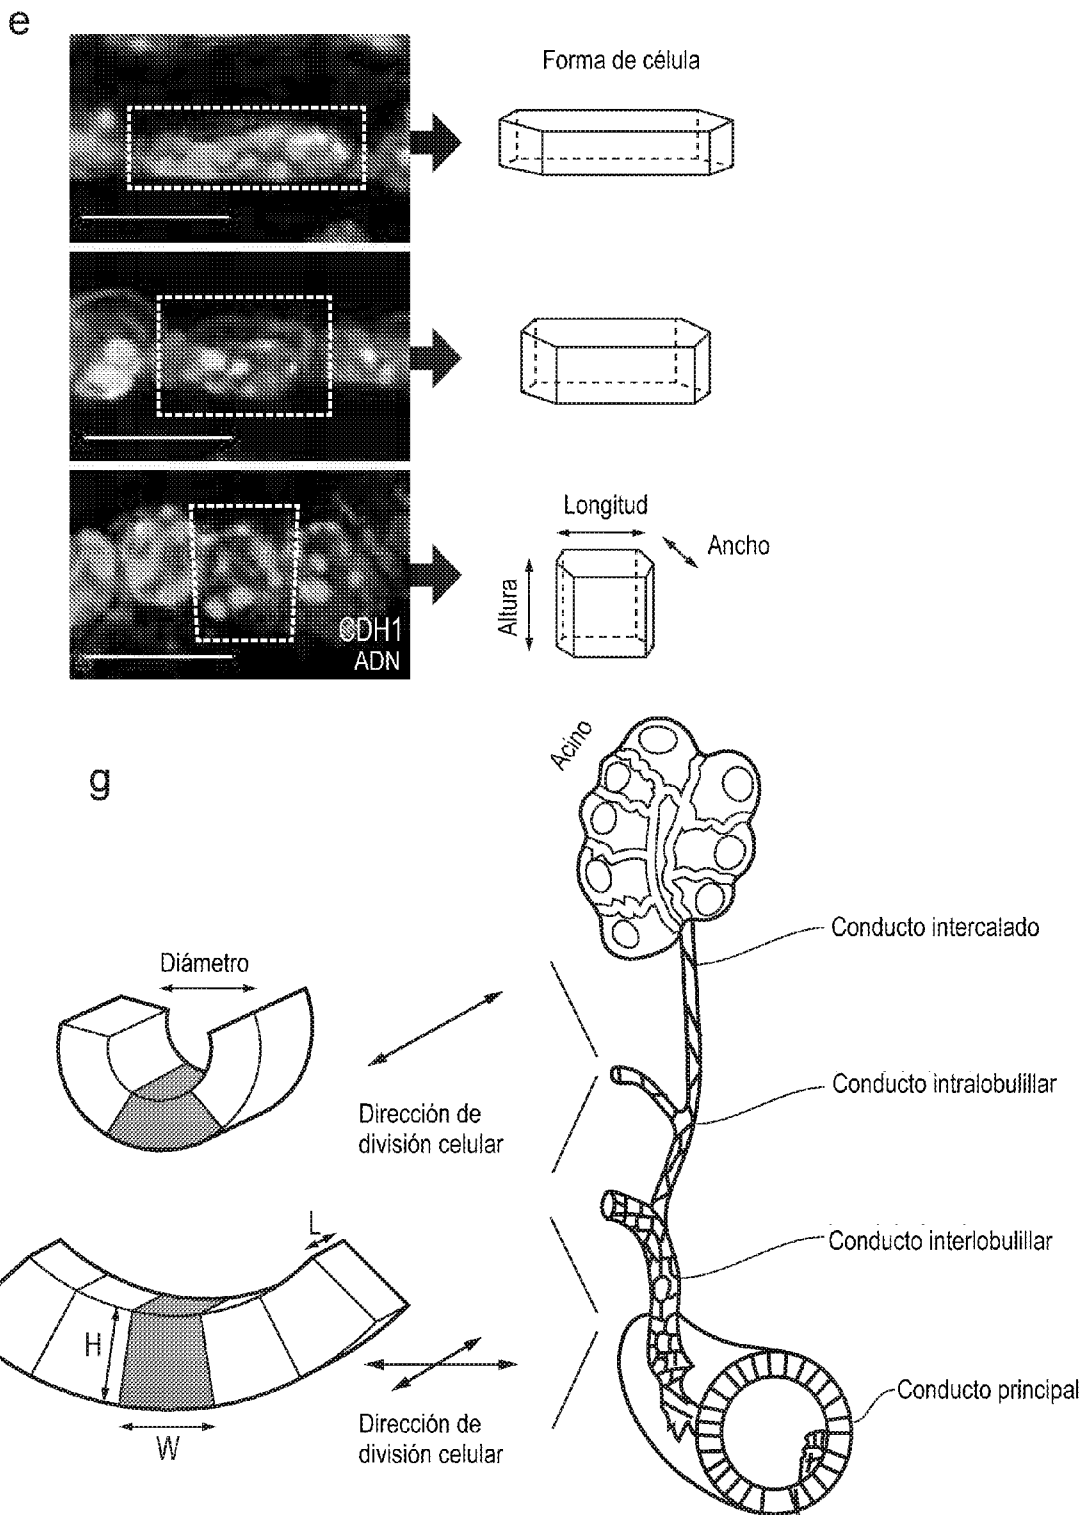 e
Forma de célula
Longitud
Ancho
Altura
CDH1
ADN
g
Acino
Conducto intercalado
Diámetro
Conducto intralobulillar
Dirección de
división celular
L
Conducto interlobulillar
H
Conducto principal
W
Dirección de
división celular